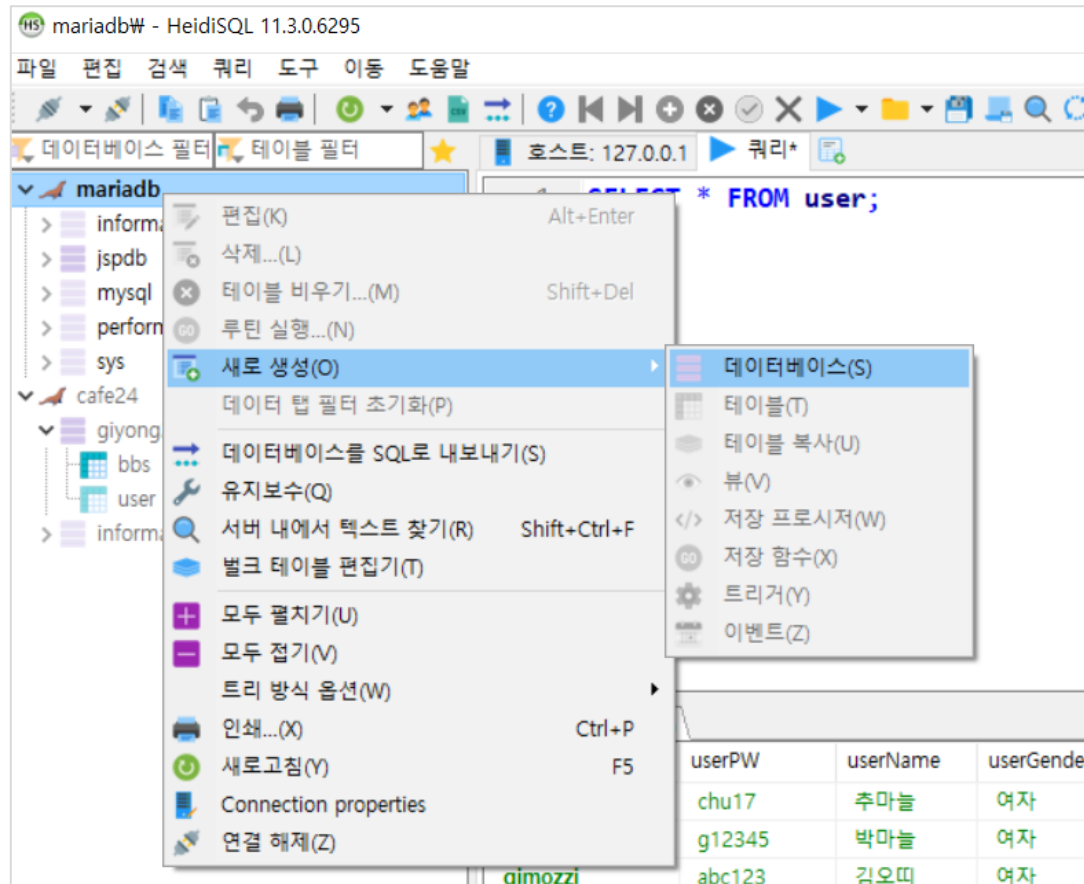 mariadb₩ - HeidiSQL 11.3.0.6295
파일 편집 검색 쿼리 도구 이동 도움말
데이터베이스 필터 테이블 필터 호스트: 127.0.0.1 쿼리*
mariadb
SELECT * FROM user;
jspdb
mysql
sys
cafe24
giyong
bbs
user
편집(K) Alt+Enter
삭제...(L)
테이블 비우기...(M) Shift+Del
루틴 실행...(N)
새로 생성(O)
데이터 탭 필터 초기화(P)
데이터베이스를 SQL로 내보내기(S)
유지보수(Q)
서버 내에서 텍스트 찾기(R) Shift+Ctrl+F
벌크 테이블 편집기(T)
모두 펼치기(U)
모두 접기(V)
트리 방식 옵션(W)
인쇄...(X) Ctrl+P
새로고침(Y) F5
Connection properties
연결 해제(Z)
데이터베이스(S)
테이블(T)
테이블 복사(U)
뷰(V)
저장 프로시저(W)
저장 함수(X)
트리거(Y)
이벤트(Z)
userPW userName userGende
chu17 추마늘 여자
g12345 박마늘 여자
gimozzi abc123 김오띠 여자